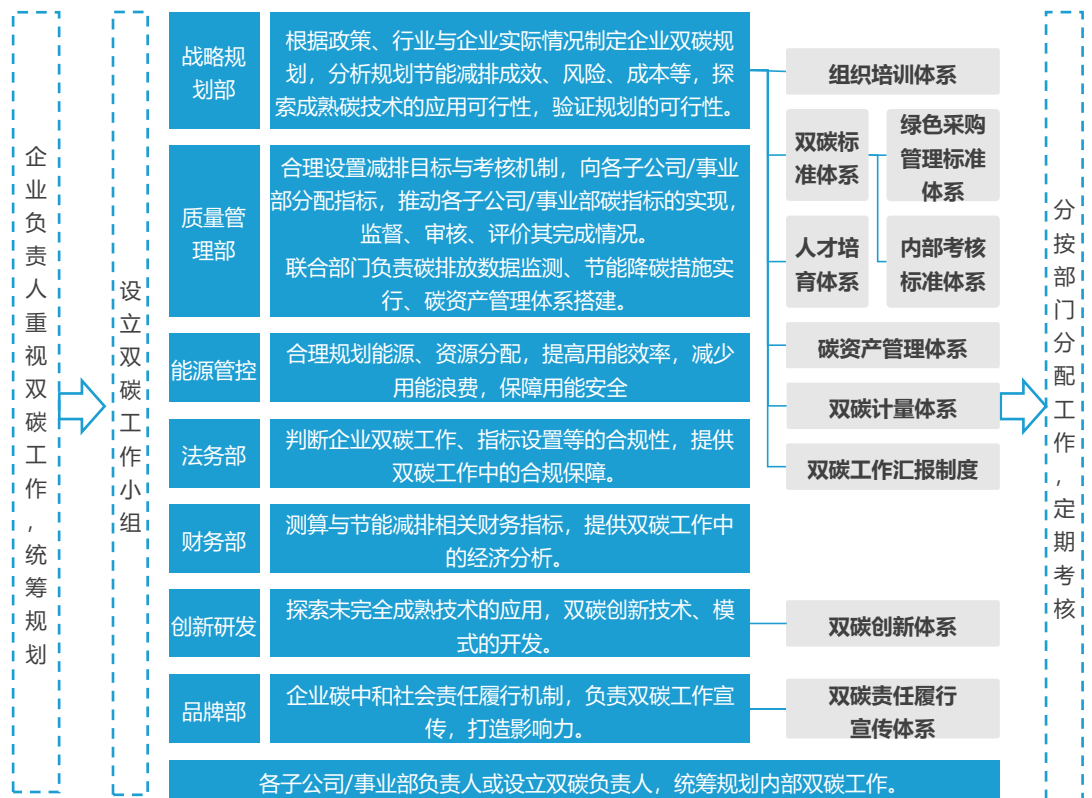 企业负责人重视双碳工作，统筹规划
设立双碳工作小组
战略规
划部
根据政策、行业与企业实际情况制定企业双碳规
划，分析规划节能减排成效、风险、成本等，探
索成熟碳技术的应用可行性，验证规划的可行性。
质量管
理部
合理设置减排目标与考核机制，向各子公司/事业
部分配指标，推动各子公司/事业部碳指标的实现，
监督、审核、评价其完成情况。
联合部门负责碳排放数据监测、节能降碳措施实
行、碳资产管理体系搭建。
能源管控
合理规划能源、资源分配，提高用能效率，减少
用能浪费，保障用能安全
法务部
判断企业双碳工作、指标设置等的合规性，提供
双碳工作中的合规保障。
财务部
测算与节能减排相关财务指标，提供双碳工作中
的经济分析。
创新研发
探索未完全成熟技术的应用，双碳创新技术、模
式的开发。
品牌部
企业碳中和社会责任履行机制，负责双碳工作宣
传，打造影响力。
各子公司/事业部负责人或设立双碳负责人，统筹规划内部双碳工作。
组织培训体系
双碳标
准体系
绿色采购
管理标准
体系
人才培
育体系
内部考核
标准体系
碳资产管理体系
双碳计量体系
双碳工作汇报制度
双碳创新体系
双碳责任履行
宣传体系
分按部门分配工作，定期考核